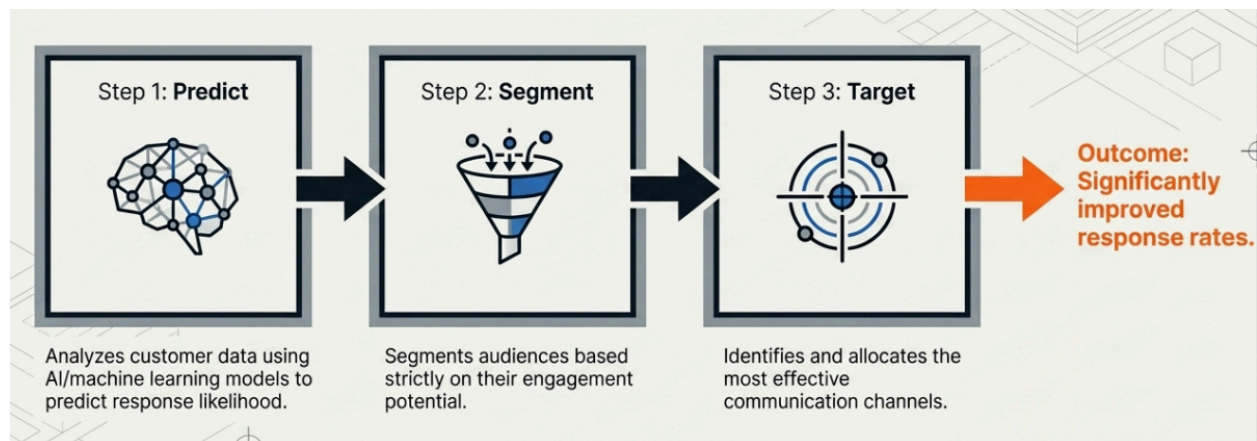 Step 1: Predict
Step 2: Segment
Step 3: Target
Outcome:
Significantly
improved
response rates.
Analyzes customer data using
AI/machine learning models to
predict response likelihood.
Segments audiences based
strictly on their engagement
potential.
Identifies and allocates the
most effective
communication channels.